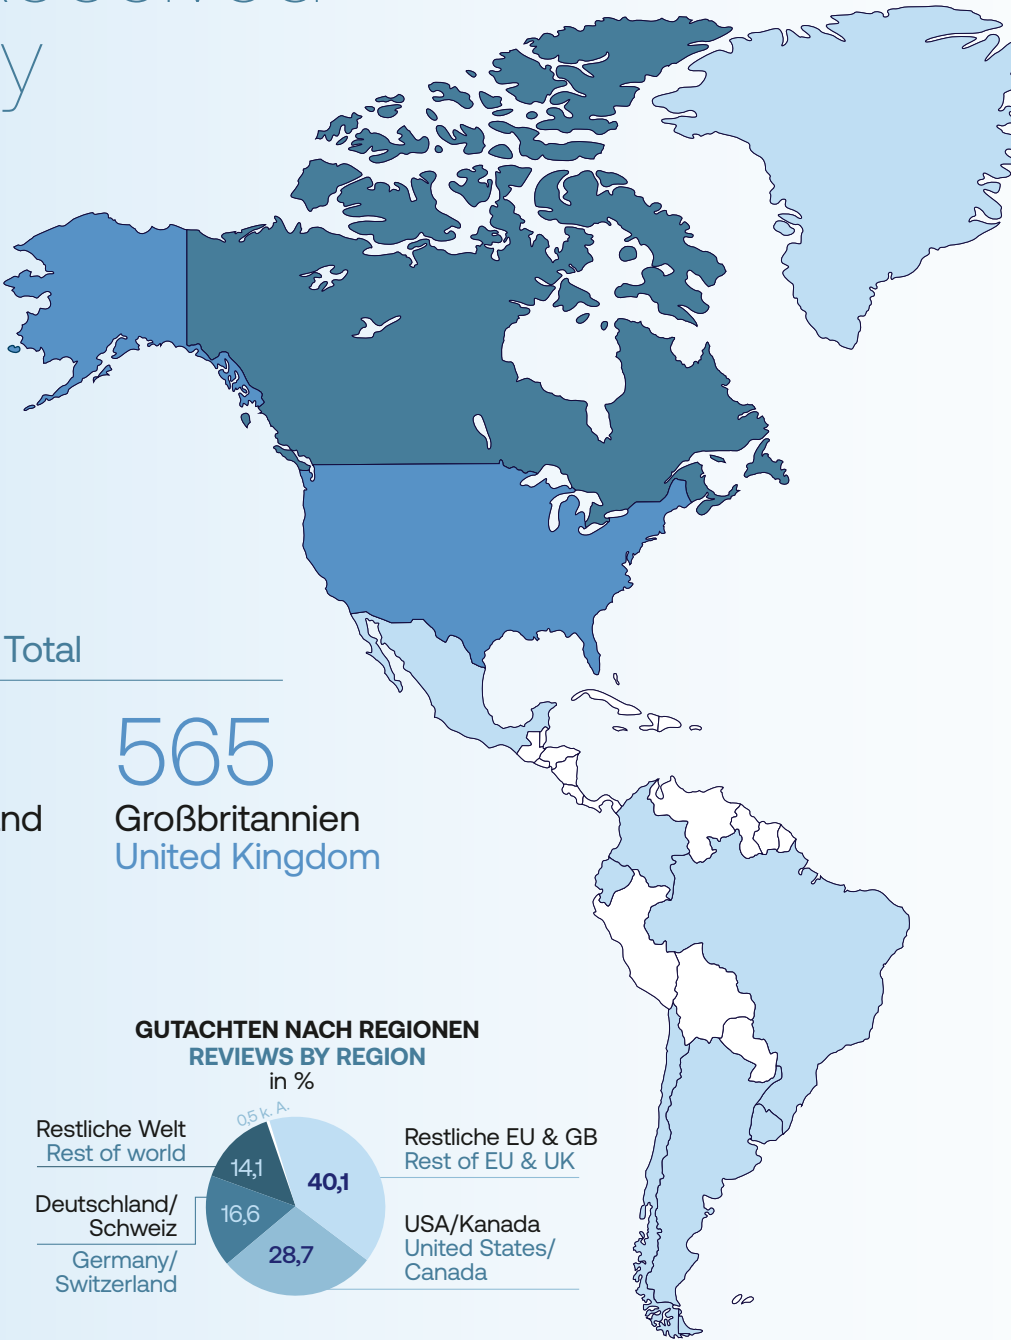 y
Total
565
nd
Großbritannien
United Kingdom
GUTACHTEN NACH REGIONEN
REVIEWS BY REGION
in %
0,5 k. A.
Restliche Welt
Rest of world
14,1
Deutschland/
Schweiz
Germany/
Switzerland
16,6
40,1
Restliche EU & GB
Rest of EU & UK
28,7
USA/Kanada
United States/
Canada